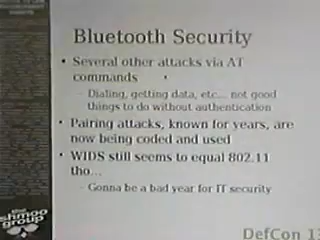 Bluetooth Security
• Several other attacks via AT
commands
– Dialing, getting data, etc... not good
things to do without authentication
• Pairing attacks, known for years, are
now being coded and used
• WIDS still seems to equal 802.11
tho...
– Gonna be a bad year for IT security
the
shmoo
group
DefCon 13